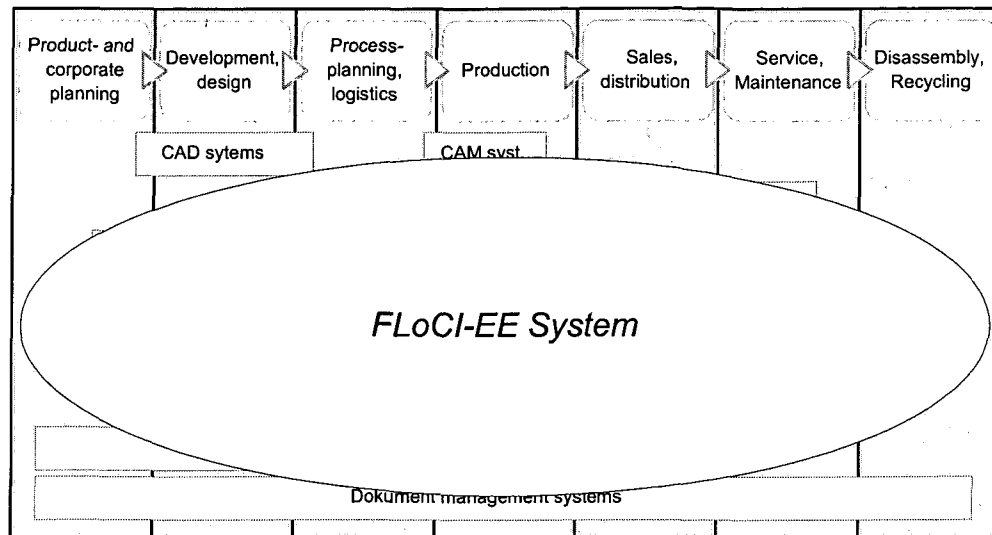 Product- and
corporate
planning
Development,
design
Process-
planning,
logistics
Production
Sales,
distribution
Service,
Maintenance
Disassembly,
Recycling
CAD sytems
CAM syst
FLoCI-EE System
Dokument management systems